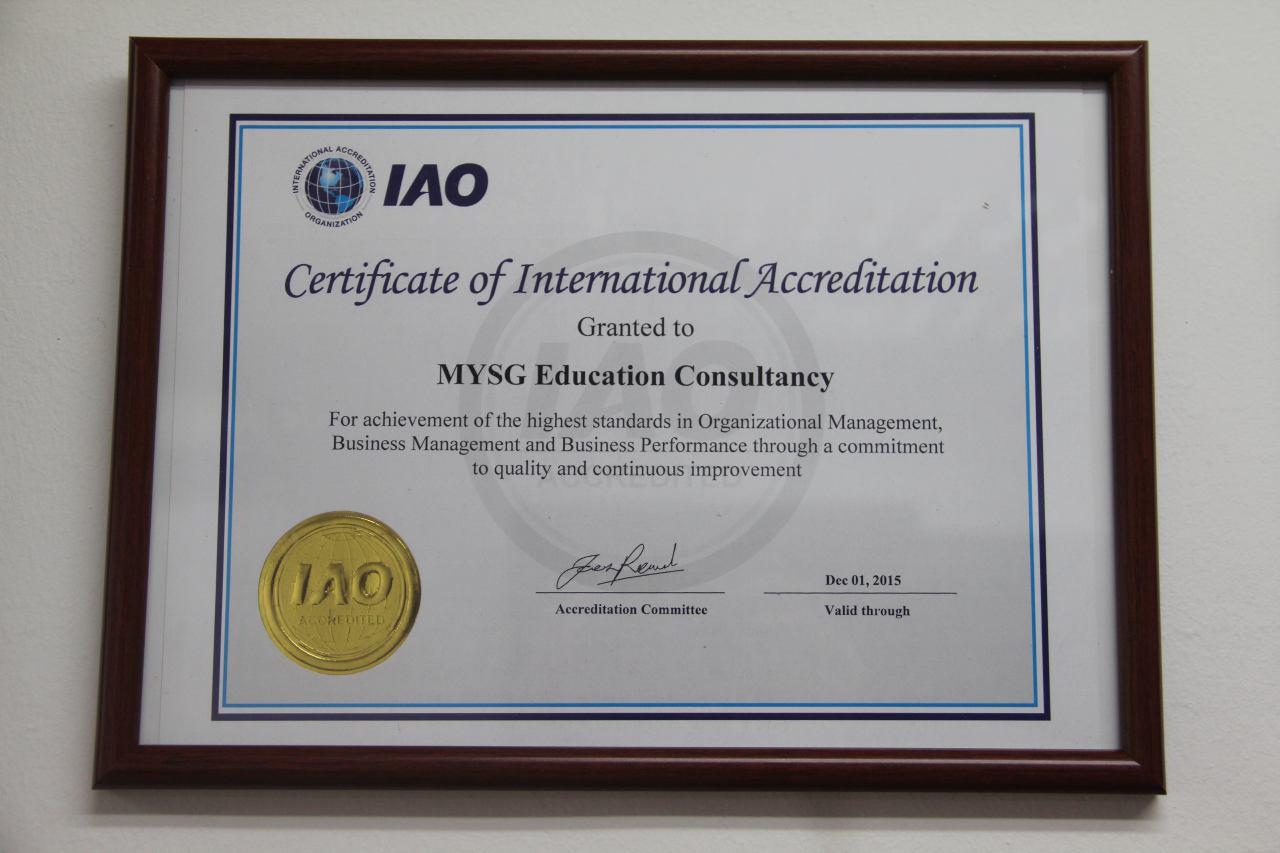 INTERNATIONAL ACCREDITATION
ORGANIZATION
IAO
Certificate of International Accreditation
Granted to
MYSG Education Consultancy
For achievement of the highest standards in Organizational Management,
Business Management and Business Performance through a commitment
to quality and continuous improvement
IAO
ACCREDITED
IAO
ACCREDITED
Accreditation Committee
Dec 01, 2015
Valid through